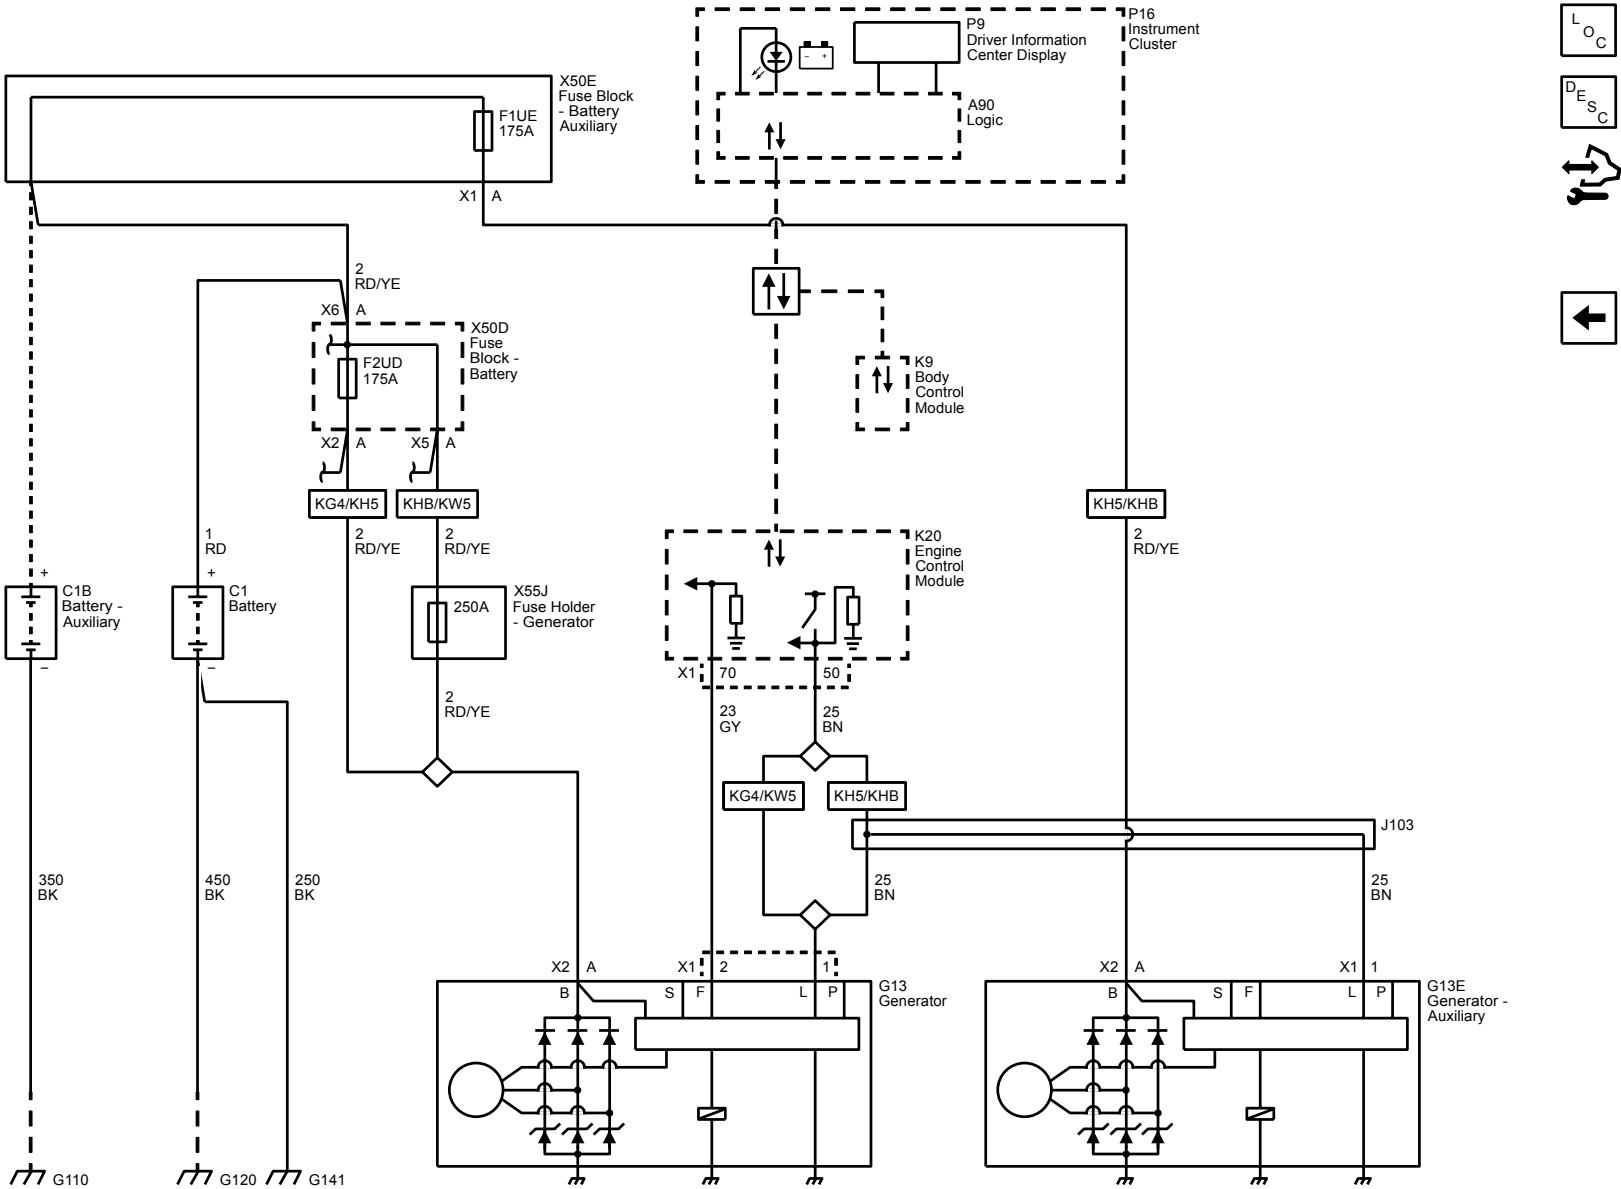 P16
Instrument
Cluster
P9
Driver Information
Center Display
A90
Logic
L
O
C
D
E
S
C
X50E
Fuse Block
- Battery
Auxiliary
F1UE
175A
X1 A
2
RD/YE
X6 A
X50D
Fuse
Block -
Battery
F2UD
175A
X2 A
X5 A
K9
Body
Control
Module
KG4/KH5
KHB/KW5
KH5/KHB
1
RD
2
RD/YE
2
RD/YE
2
RD/YE
K20
Engine
Control
Module
+
C1B
Battery -
Auxiliary
−
+
C1
Battery
−
250A
X55J
Fuse Holder
- Generator
X1 70 50
2
RD/YE
23
GY
25
BN
KG4/KW5
KH5/KHB
J103
350
BK
450
BK
250
BK
25
BN
25
BN
X2 A
X1 2 1
B S F L P
G13
Generator
X2 A
X1 1
B S F L P
G13E
Generator -
Auxiliary
G110
G120
G141